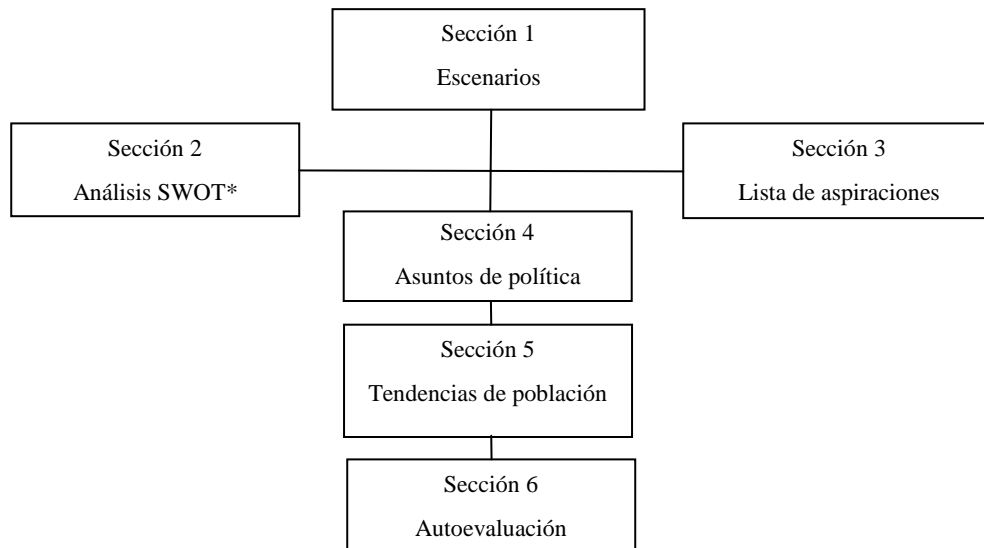 Sección 1
Escenarios
Sección 2
Análisis SWOT*
Sección 3
Lista de aspiraciones
Sección 4
Asuntos de política
Sección 5
Tendencias de población
Sección 6
Autoevaluación